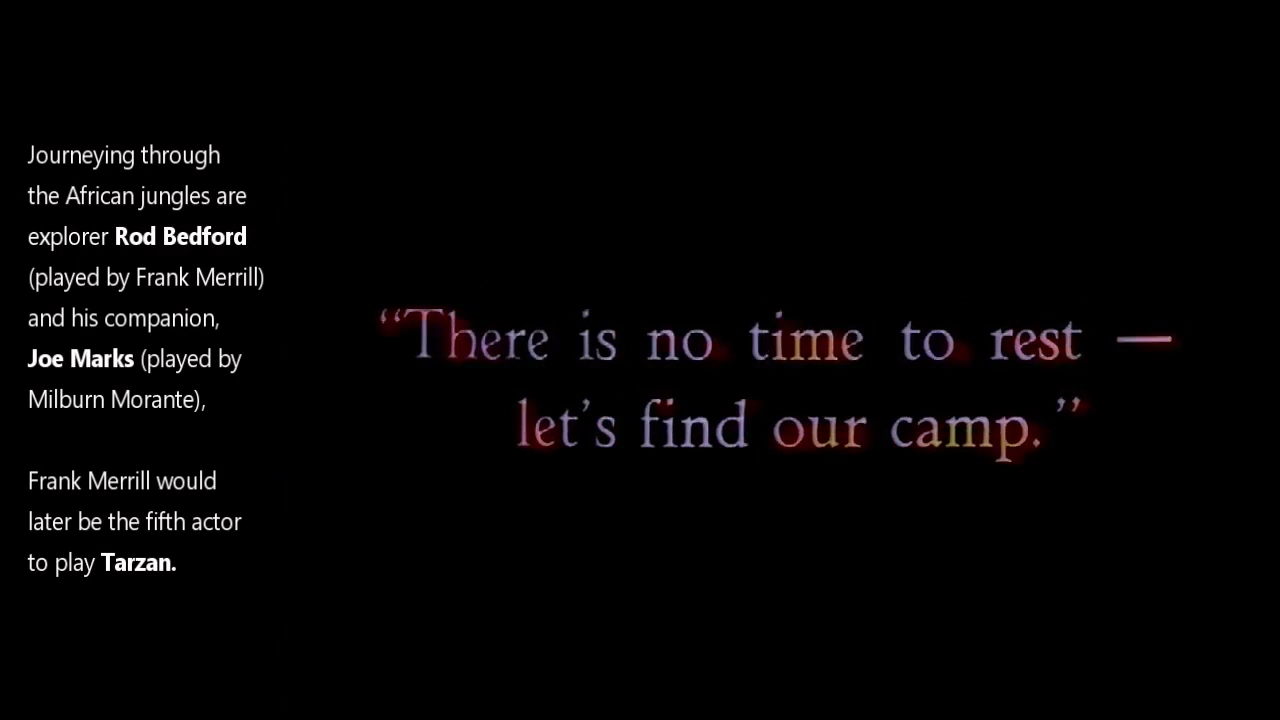 Journeying through
the African jungles are
explorer Rod Bedford
(played by Frank Merrill)
and his companion,
Joe Marks (played by
Milburn Morante),
Frank Merrill would
later be the fifth actor
to play Tarzan.
“There is no time to rest —
let’s find our camp.”